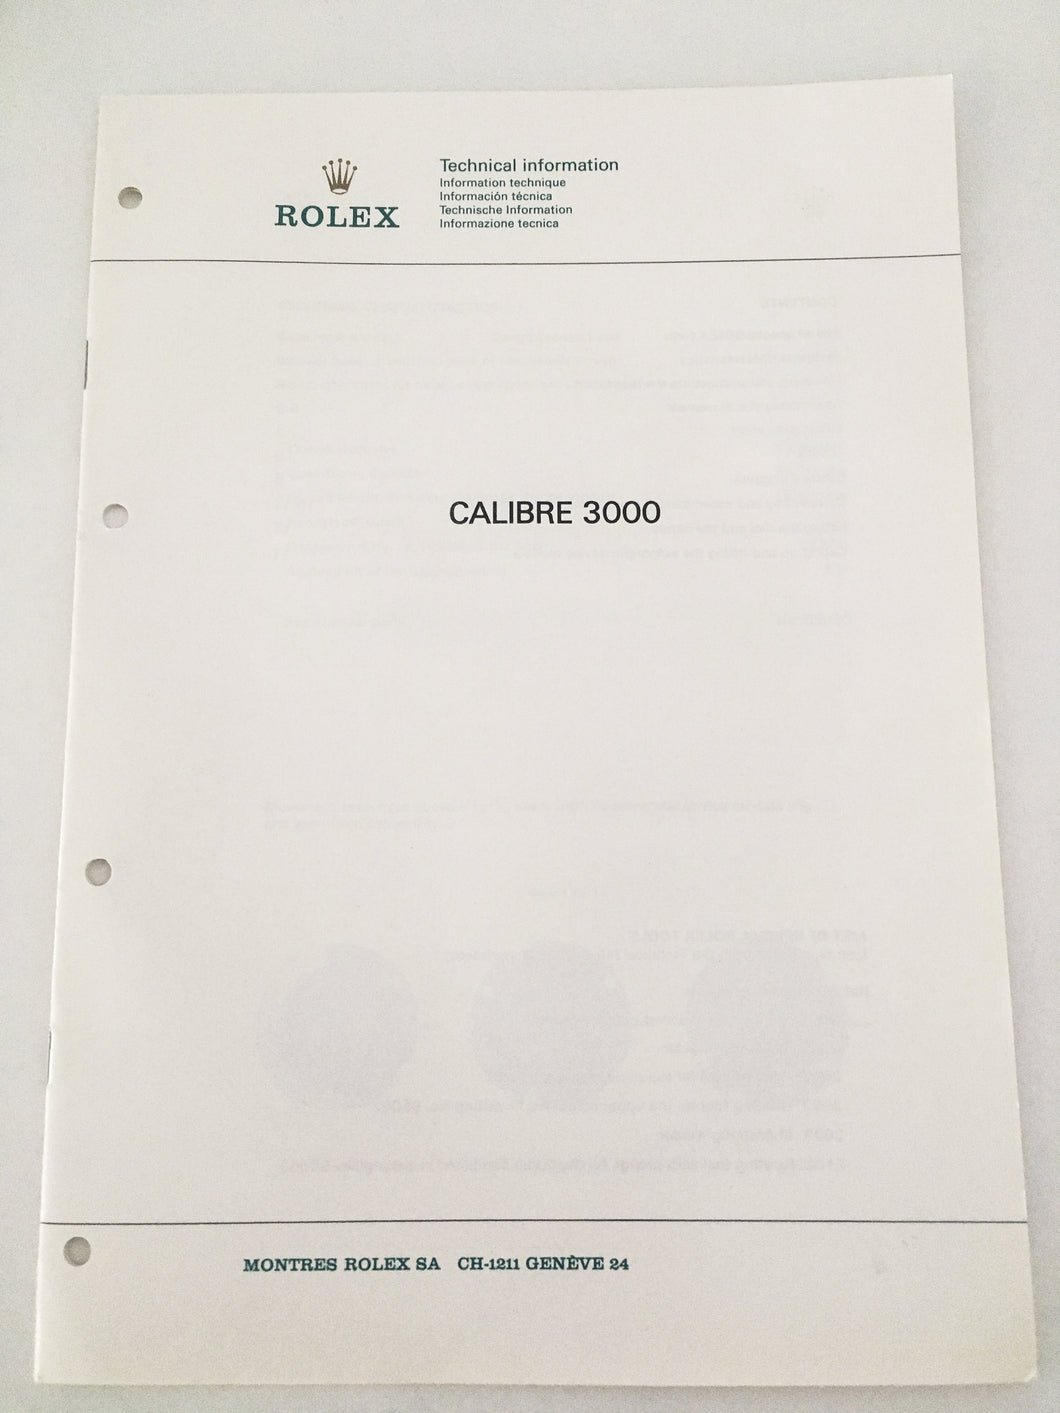 ROLEX
Technical information
Information technique
Información técnica
Technische Information
Informazione tecnica
CALIBRE 3000
MONTRES ROLEX SA CH-1211 GENÈVE 24